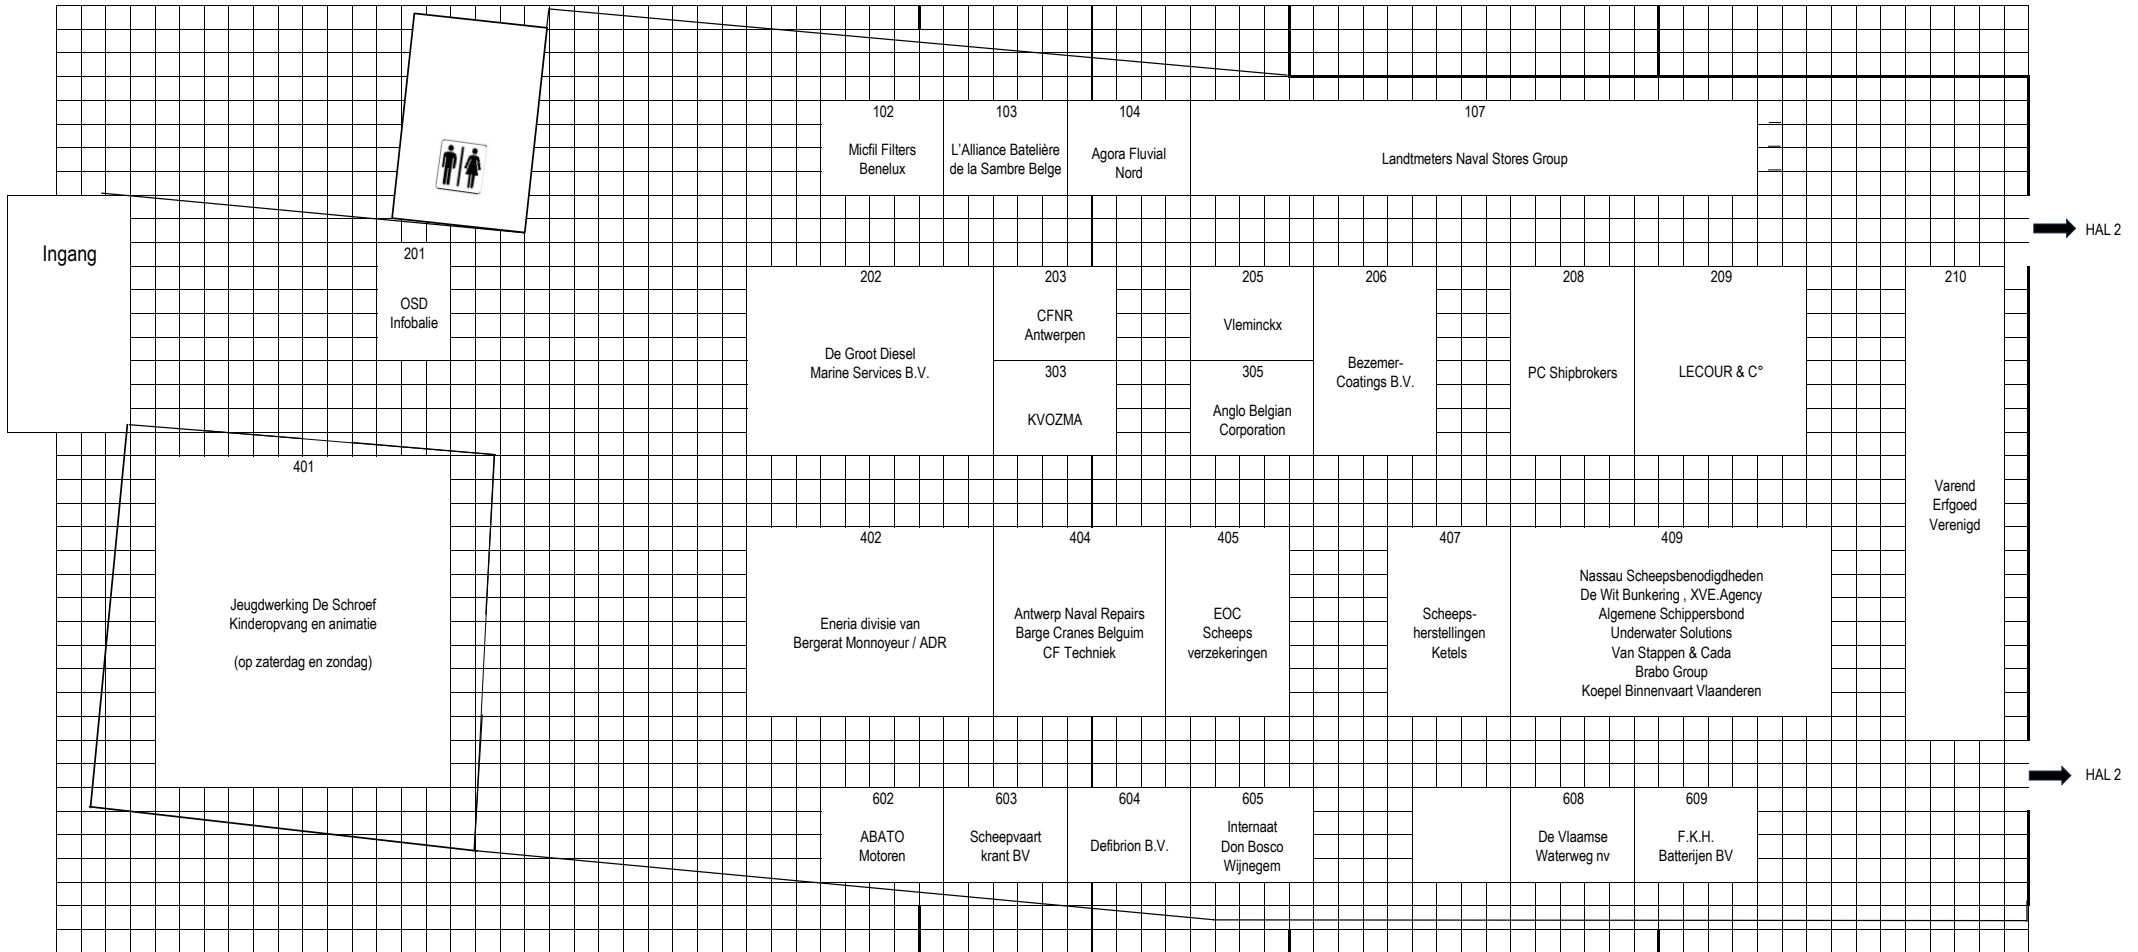 102
Micfil Filters
Benelux
103
L'Alliance Batelière
de la Sambre Belge
104
Agora Fluvial
Nord
107
Landtmeters Naval Stores Group
HAL 2
Ingang
201
OSD
Infobalie
202
De Groot Diesel
Marine Services B.V.
203
CFNR
Antwerpen
303
KVOZMA
205
Vleminckx
305
Anglo Belgian
Corporation
206
Bezemer-
Coatings B.V.
208
PC Shipbrokers
209
LECOUR & C°
210
Varend
Erfgoed
Verenigd
401
Jeugdwerking De Schroef
Kinderopvang en animatie
(op zaterdag en zondag)
402
Eneria divisie van
Bergerat Monnoyeur / ADR
404
Antwerp Naval Repairs
Barge Cranes Belguim
CF Techniek
405
EOC
Scheeps
verzekeringen
407
Scheeps-
herstellingen
Ketels
409
Nassau Scheepsbenodigdheden
De Wit Bunkering , XVE.Agency
Algemene Schippersbond
Underwater Solutions
Van Stappen & Cada
Brabo Group
Koepel Binnenvaart Vlaanderen
HAL 2
602
ABATO
Motoren
603
Scheepvaart
krant BV
604
Defibrion B.V.
605
Internaat
Don Bosco
Wijnegem
608
De Vlaamse
Waterweg nv
609
F.K.H.
Batterijen BV